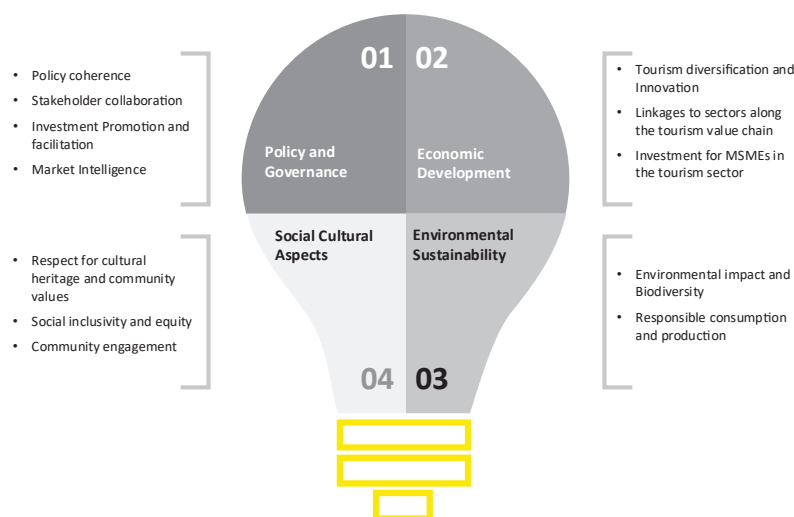 01
Policy and
Governance
• Policy coherence
• Stakeholder collaboration
• Investment Promotion and
facilitation
• Market Intelligence
02
Economic
Development
• Tourism diversification and
Innovation
• Linkages to sectors along
the tourism value chain
• Investment for MSMEs in
the tourism sector
Social Cultural
Aspects
04
• Respect for cultural
heritage and community
values
• Social inclusivity and equity
• Community engagement
Environmental
Sustainability
03
• Environmental impact and
Biodiversity
• Responsible consumption
and production